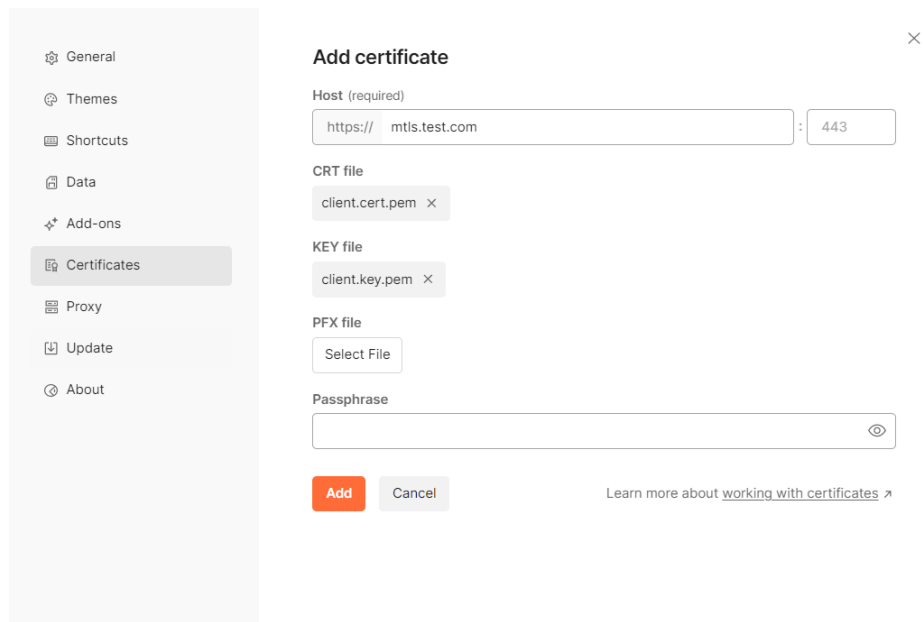 General
Themes
Shortcuts
Data
Add-ons
Certificates
Proxy
Update
About
Add certificate
Host (required)
https:// mtls.test.com : 443
CRT file
client.cert.pem
KEY file
client.key.pem
PFX file
Select File
Passphrase
Add Cancel Learn more about working with certificates ↗